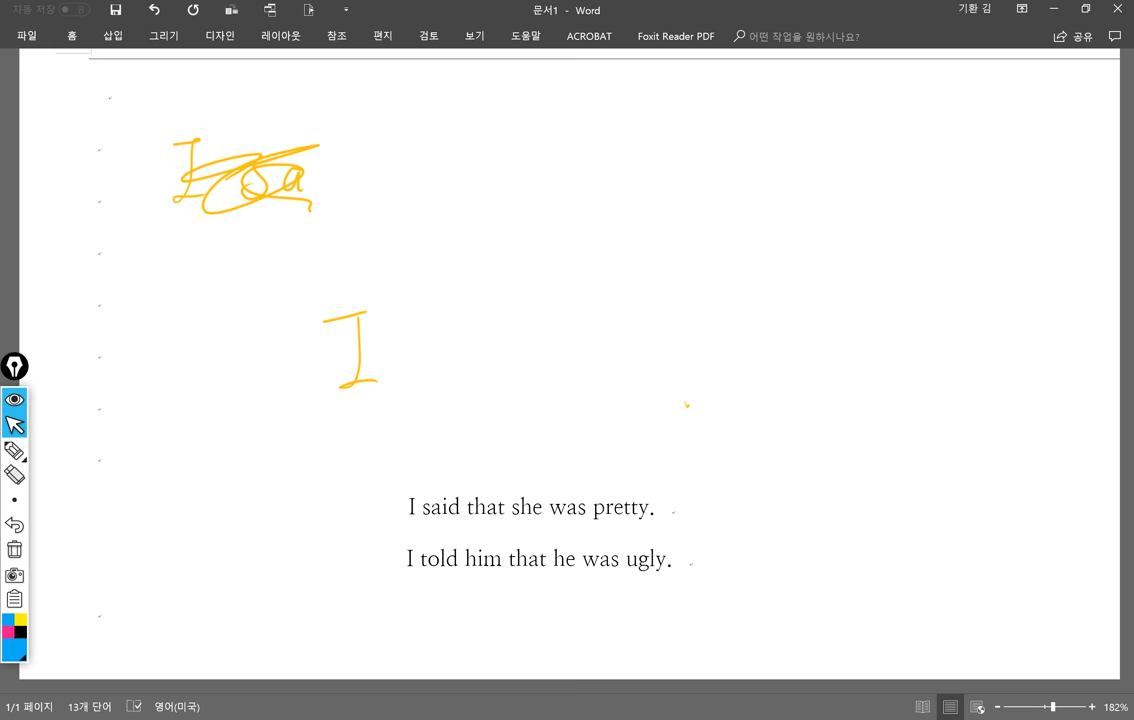 자동 저장
문서1 - Word
기환 김
파일 홈 삽입 그리기 디자인 레이아웃 참조 편지 검토 보기 도움말 ACROBAT Foxit Reader PDF 어떤 작업을 원하시나요? 공유
I
I
I said that she was pretty.
I told him that he was ugly.
1/1 페이지 13개 단어 영어(미국) 182%